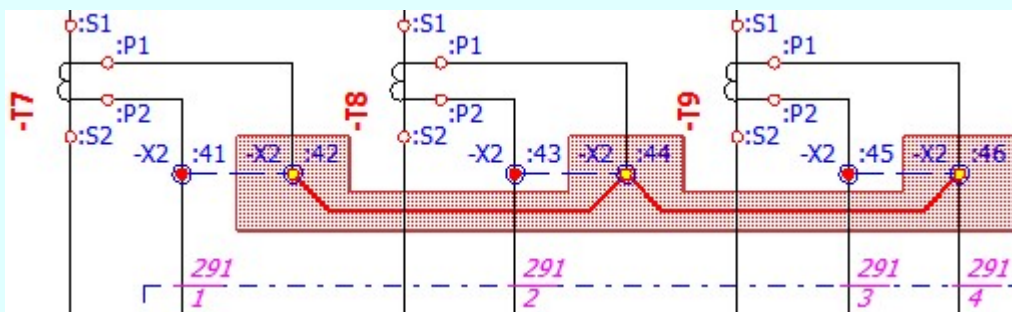 :S1 :S1 :S1
:P1 :P1 :P1
-T7 -T8 -T9
:P2 :P2 :P2
:S2 :S2 :S2
-X2 :41 -X2 :42 -X2 :43 -X2 :44 -X2 :45 -X2 :46
291 291 291 291
1 2 3 4